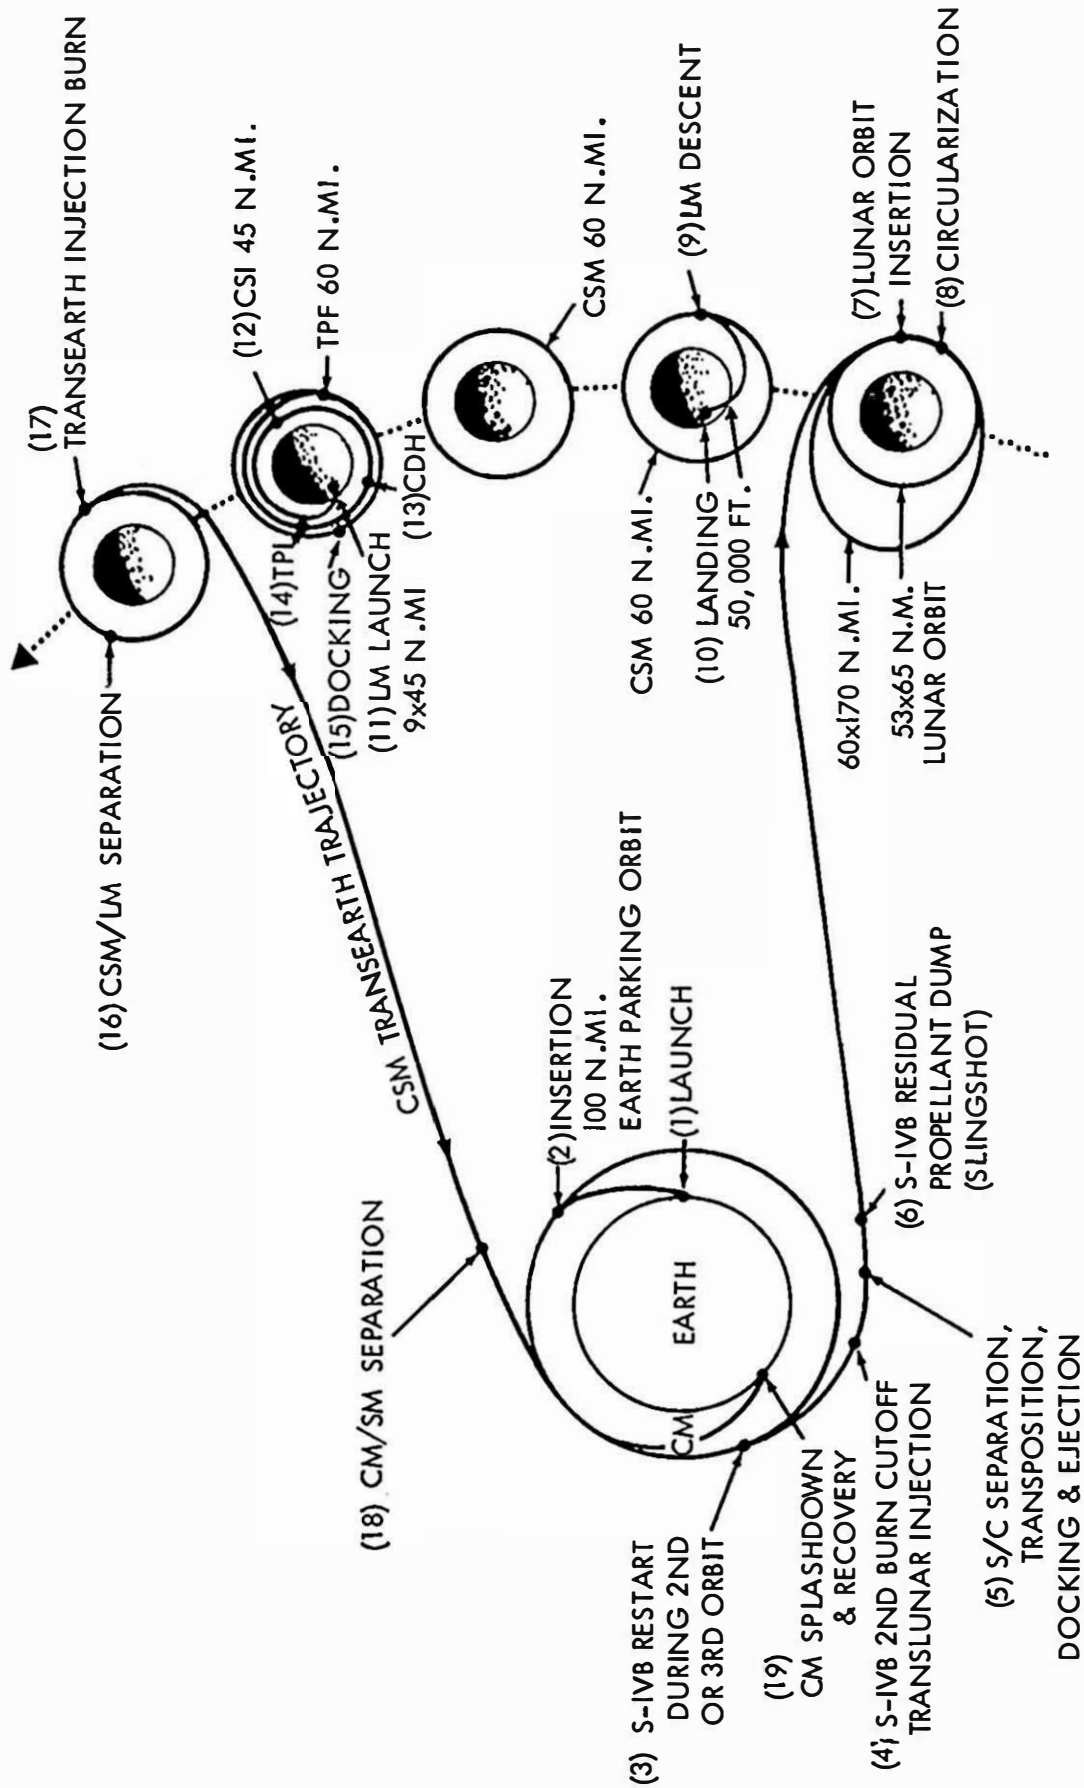 (1)LAUNCH
(2)INSERTION
100 N.MI.
EARTH PARKING ORBIT
(3) S-IVB RESTART
DURING 2ND
OR 3RD ORBIT
(4) S-IVB 2ND BURN CUTOFF
TRANSLUNAR INJECTION
(5) S/C SEPARATION,
TRANSPOSITION,
DOCKING & EJECTION
(6) S-IVB RESIDUAL
PROPELLANT DUMP
(SLINGSHOT)
(7)LUNAR ORBIT
INSERTION
(8)CIRCULARIZATION
60x170 N.MI.
53x65 N.M.
LUNAR ORBIT
(9)LM DESCENT
CSM 60 N.MI.
(10) LANDING
50,000 FT.
CSM 60 N.MI.
(11)LM LAUNCH
9x45 N.MI
(12)CSI 45 N.MI.
TPF 60 N.MI.
(13)CDH
(14)TPI
(15)DOCKING
(16)CSM/LM SEPARATION
(17)
TRANSEARTH INJECTION BURN
CSM TRANSEARTH TRAJECTORY
(18) CM/SM SEPARATION
(19)
CM SPLASHDOWN
& RECOVERY
EARTH
CM